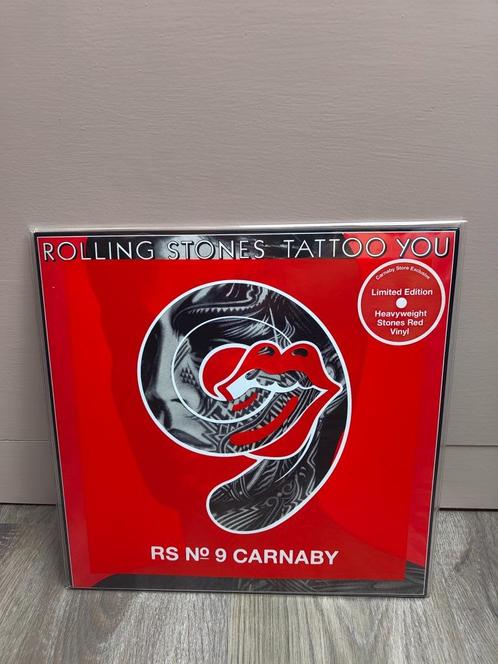 ROLLING STONES TATTOO YOU
Carnaby Store Exclusive
Limited Edition
Heavyweight
Stones Red
Vinyl
RS Nº 9 CARNABY